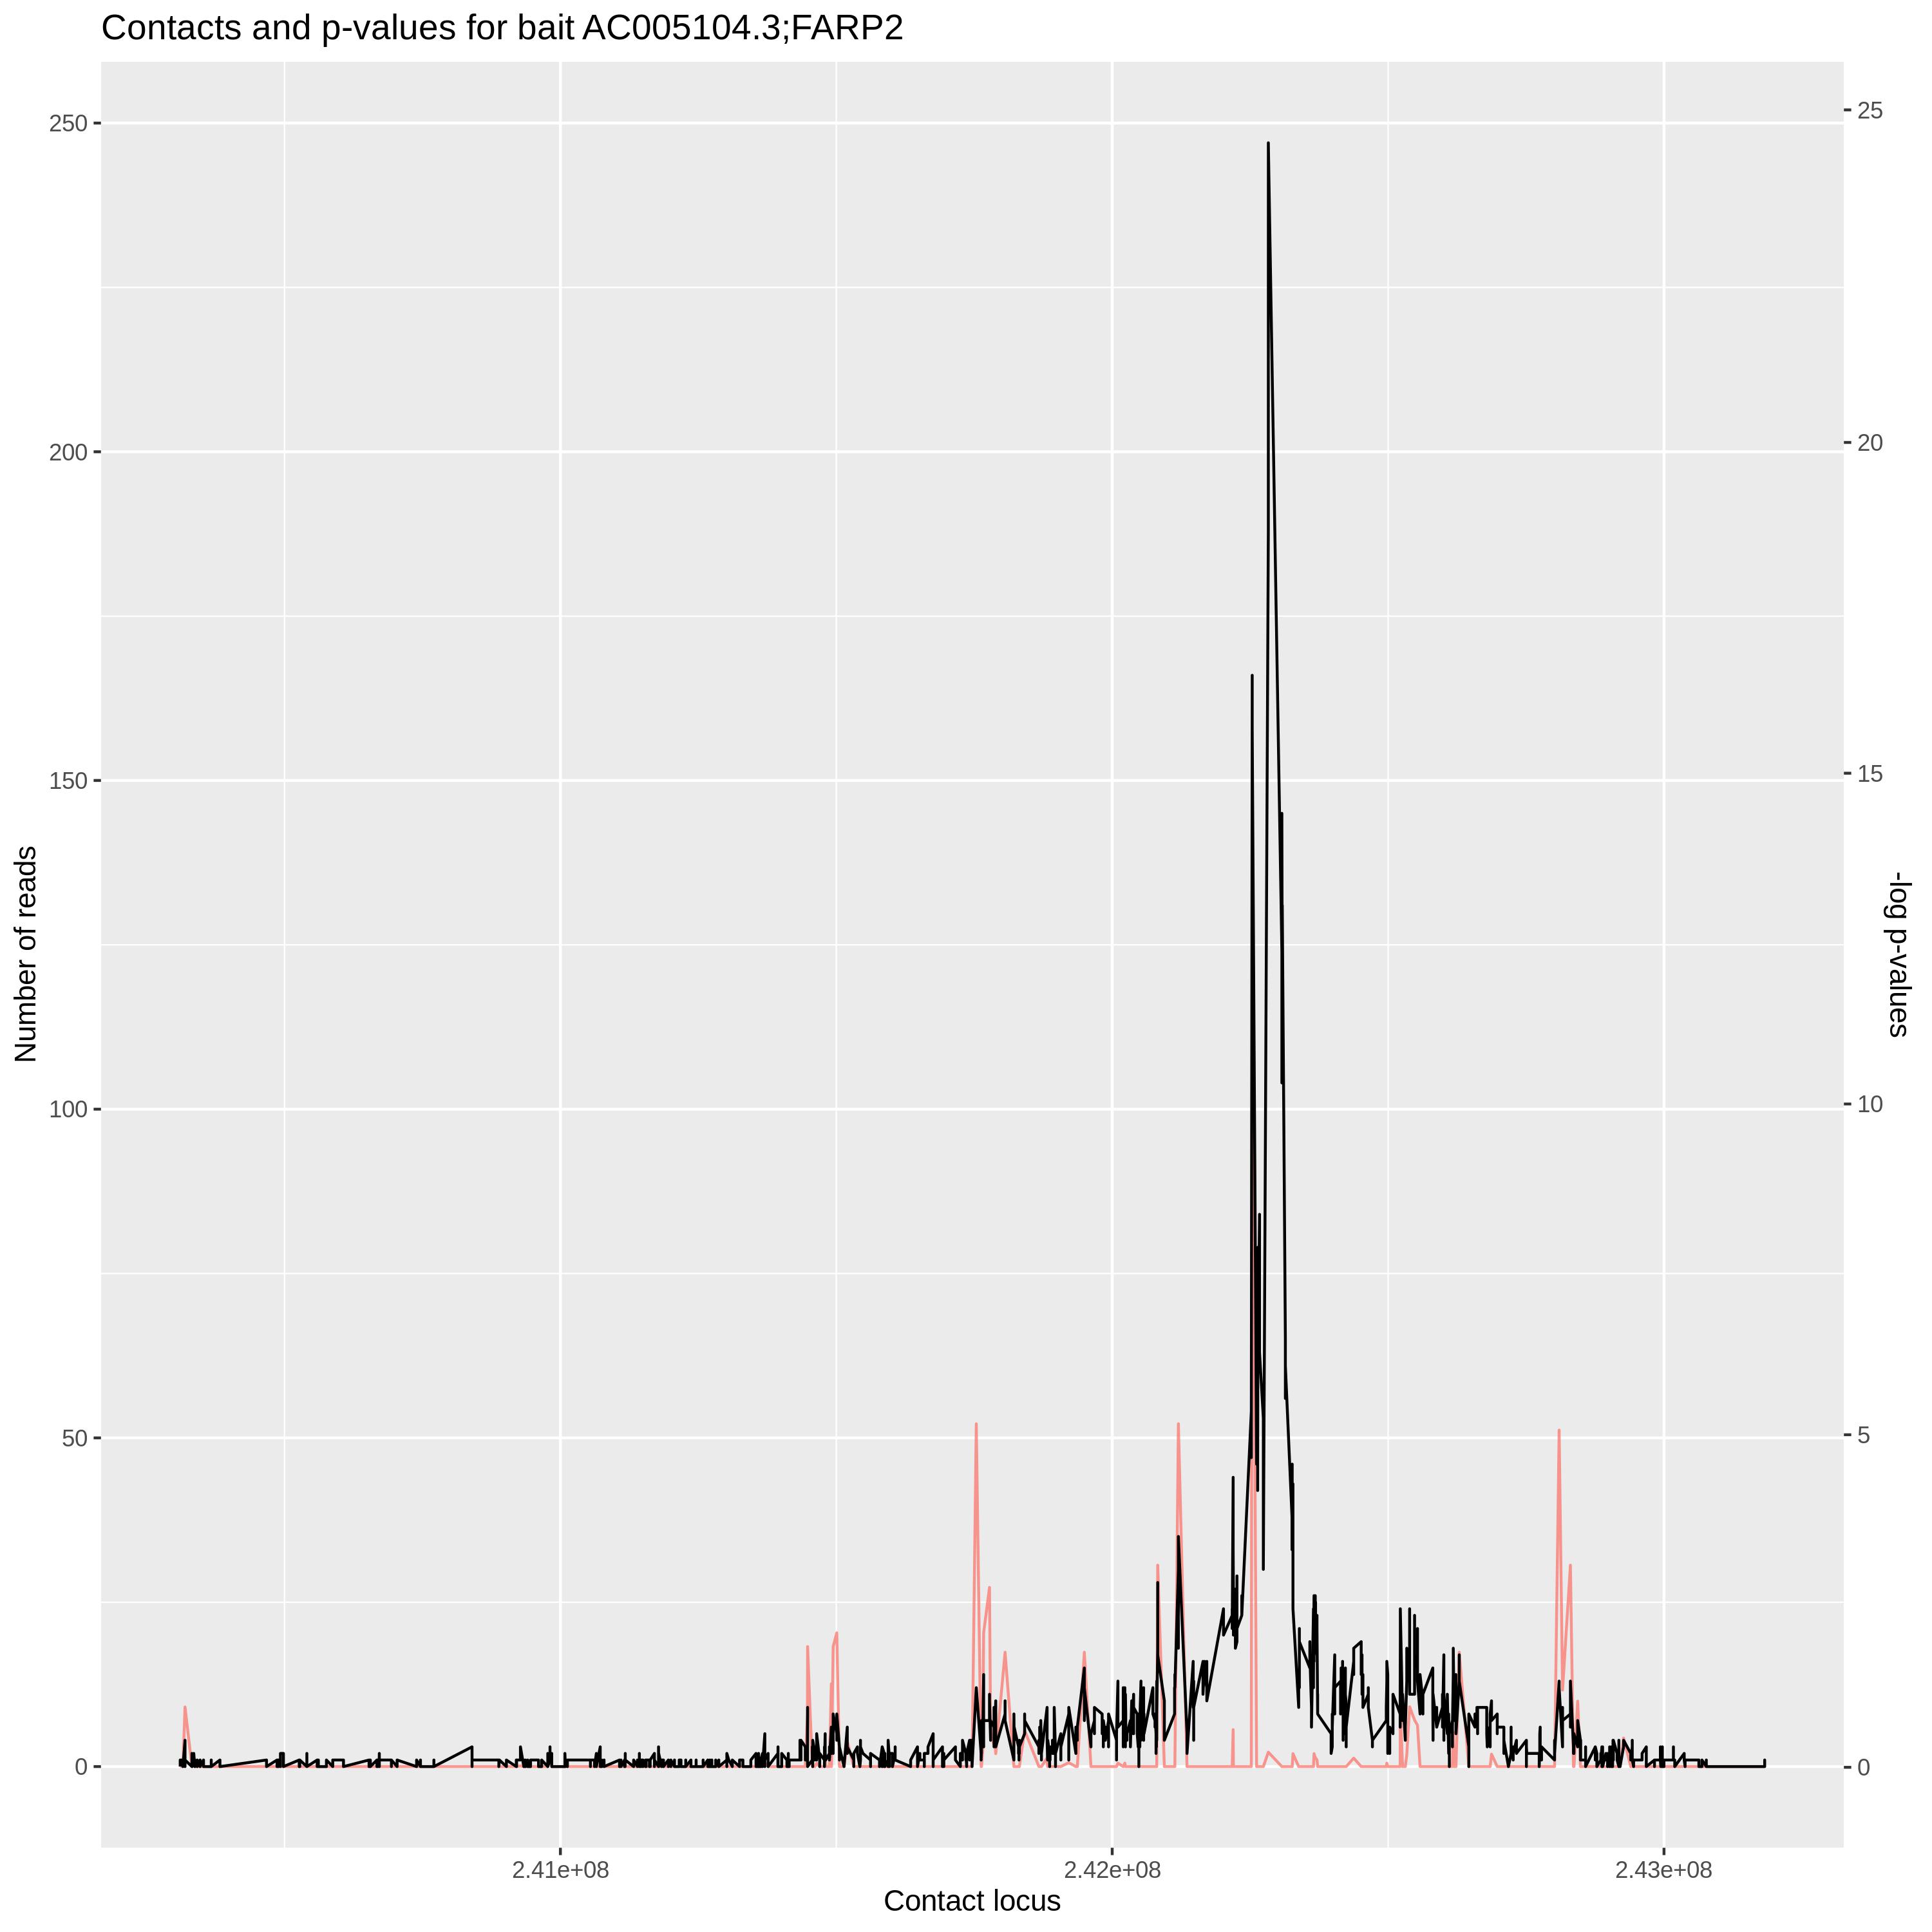 Contacts and p-values for bait AC005104.3;FARP2
250
200
150
100
50
0
Number of reads
25
20
15
10
5
0
-log p-values
2.41e+08
2.42e+08
2.43e+08
Contact locus